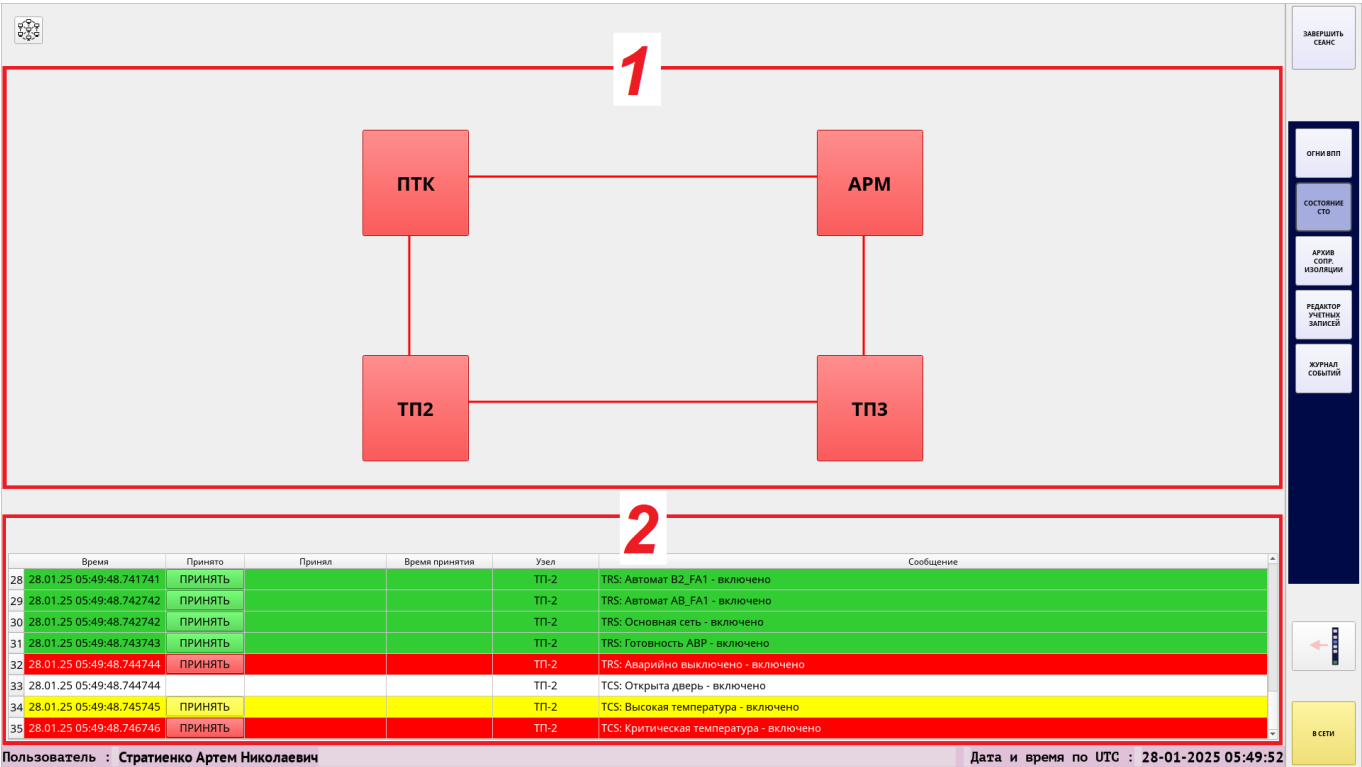 ЗАВЕРШИТЬ
СЕАНС
1
ПТК
АРМ
ТП2
ТП3
ОГНИ ВПП
СОСТОЯНИЕ
СТО
АРХИВ
СОПР.
ИЗОЛЯЦИИ
РЕДАКТОР
УЧЕТНЫХ
ЗАПИСЕЙ
ЖУРНАЛ
СОБЫТИЙ
2
Время Принято Принял Время принятия Узел Сообщение
28 28.01.25 05:49:48.741741 ПРИНЯТЬ ТП-2 TRS: Автомат B2_FA1 - включено
29 28.01.25 05:49:48.742742 ПРИНЯТЬ ТП-2 TRS: Автомат AB_FA1 - включено
30 28.01.25 05:49:48.742742 ПРИНЯТЬ ТП-2 TRS: Основная сеть - включено
31 28.01.25 05:49:48.743743 ПРИНЯТЬ ТП-2 TRS: Готовность АВР - включено
32 28.01.25 05:49:48.744744 ПРИНЯТЬ ТП-2 TRS: Аварийно выключено - включено
33 28.01.25 05:49:48.744744 ТП-2 TCS: Открыта дверь - включено
34 28.01.25 05:49:48.745745 ПРИНЯТЬ ТП-2 TCS: Высокая температура - включено
35 28.01.25 05:49:48.746746 ПРИНЯТЬ ТП-2 TCS: Критическая температура - включено
В СЕТИ
Пользователь : Стратиенко Артем Николаевич
Дата и время по UTC : 28-01-2025 05:49:52